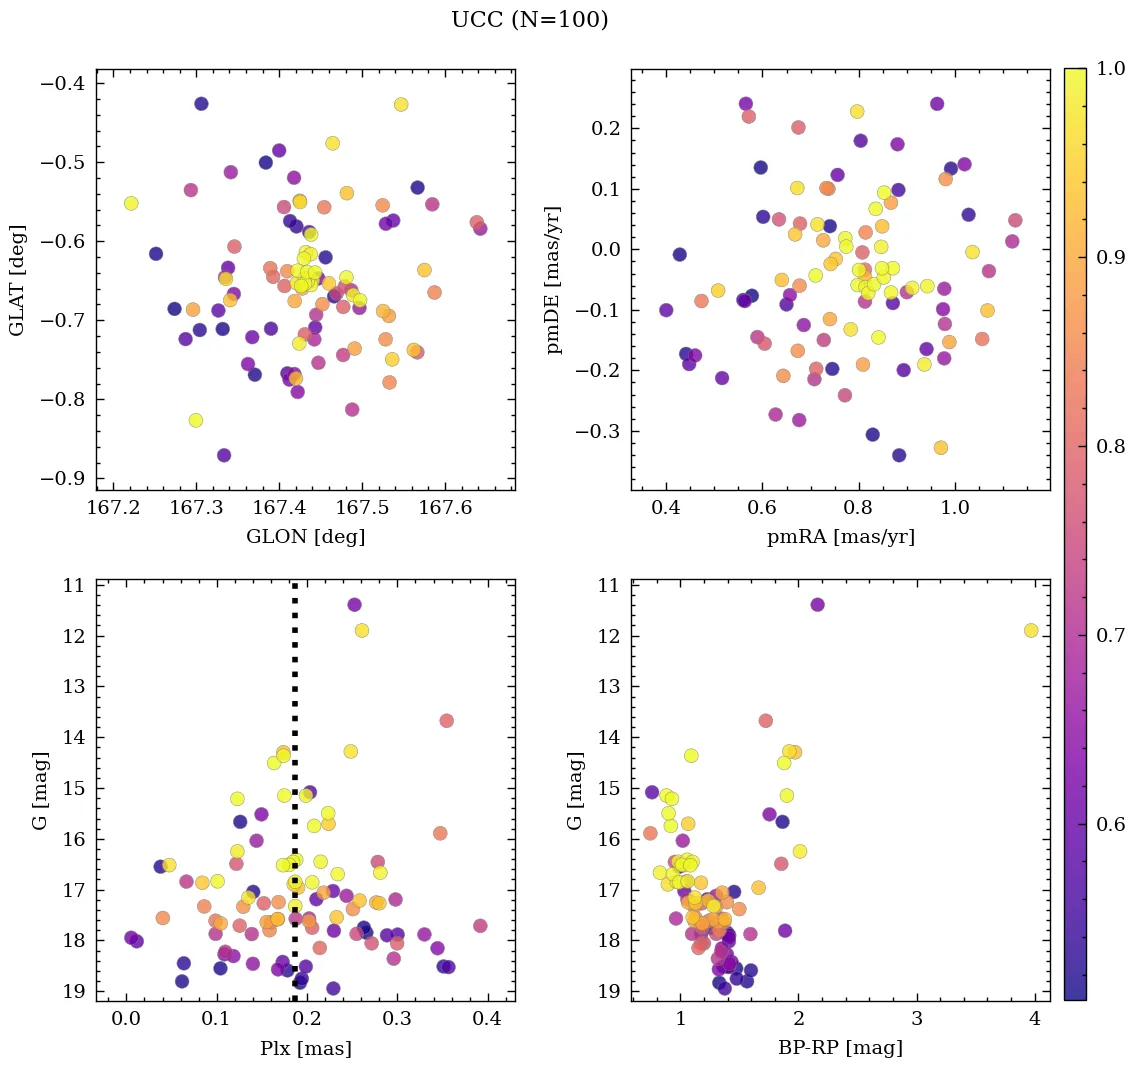 UCC (N=100)
−0.4
−0.5
−0.6
−0.7
−0.8
−0.9
GLAT [deg]
167.2 167.3 167.4 167.5 167.6
GLON [deg]
0.2
0.1
0.0
−0.1
−0.2
−0.3
pmDE [mas/yr]
0.4 0.6 0.8 1.0
pmRA [mas/yr]
11
12
13
14
15
16
17
18
19
G [mag]
0.0 0.1 0.2 0.3 0.4
Plx [mas]
11
12
13
14
15
16
17
18
19
G [mag]
1 2 3 4
BP-RP [mag]
1.0
0.9
0.8
0.7
0.6